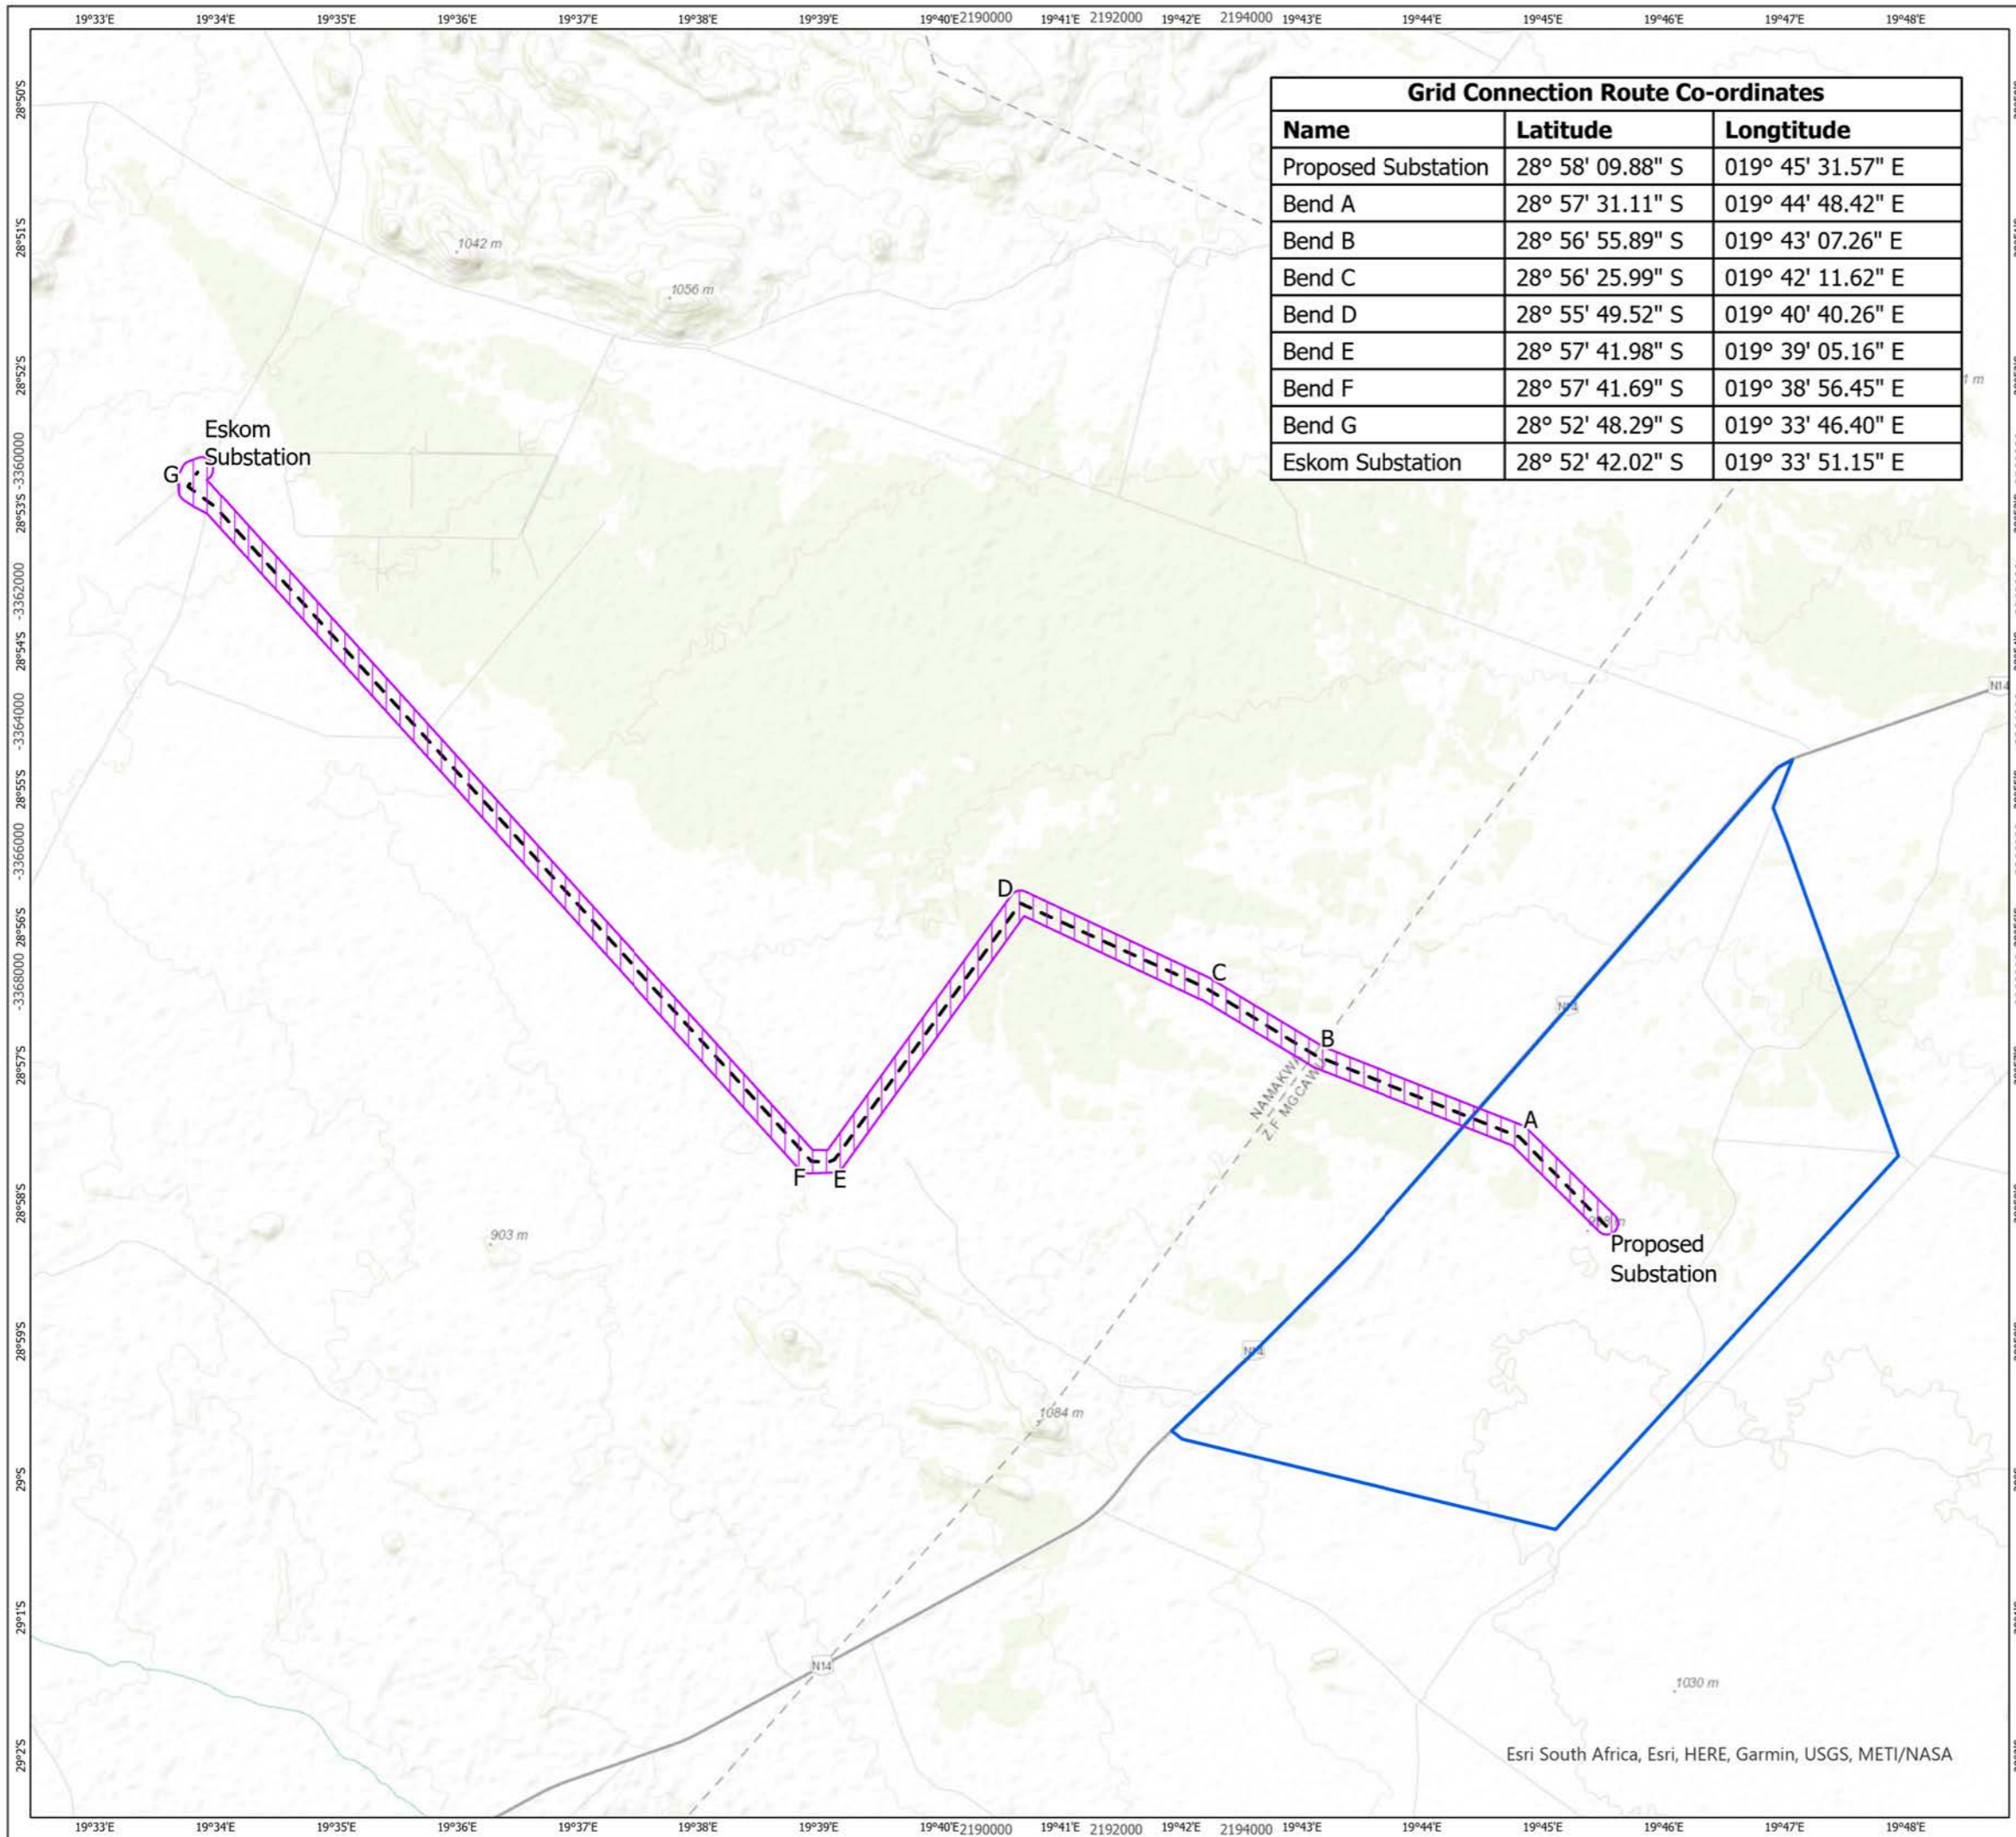 19°33'E 19°34'E 19°35'E 19°36'E 19°37'E 19°38'E 19°39'E 19°40'E 2190000 19°41'E 2192000 19°42'E 2194000 19°43'E 19°44'E 19°45'E 19°46'E 19°47'E 19°48'E
28°50'S
Grid Connection Route Co-ordinates
Name Latitude Longtitude
Proposed Substation 28° 58' 09.88" S 019° 45' 31.57" E
Bend A 28° 57' 31.11" S 019° 44' 48.42" E
Bend B 28° 56' 55.89" S 019° 43' 07.26" E
Bend C 28° 56' 25.99" S 019° 42' 11.62" E
Bend D 28° 55' 49.52" S 019° 40' 40.26" E
Bend E 28° 57' 41.98" S 019° 39' 05.16" E
Bend F 28° 57' 41.69" S 019° 38' 56.45" E
Bend G 28° 52' 48.29" S 019° 33' 46.40" E
Eskom Substation 28° 52' 42.02" S 019° 33' 51.15" E
28°51'S
1042 m
1056 m
28°52'S
Eskom
Substation
G
-3360000
28°53'S
-3362000
28°54'S
N14
-3364000
28°55'S
-3366000
D
28°56'S
C
-3368000
N14
B
28°57'S
NAMAKWA
Z.F. MGCAWU
A
F
E
28°58'S
903 m
Proposed
Substation
28°59'S
N14
1084 m
29°S
29°1'S
N14
1030 m
29°2'S
Esri South Africa, Esri, HERE, Garmin, USGS, METI/NASA
19°33'E 19°34'E 19°35'E 19°36'E 19°37'E 19°38'E 19°39'E 19°40'E 2190000 19°41'E 2192000 19°42'E 2194000 19°43'E 19°44'E 19°45'E 19°46'E 19°47'E 19°48'E